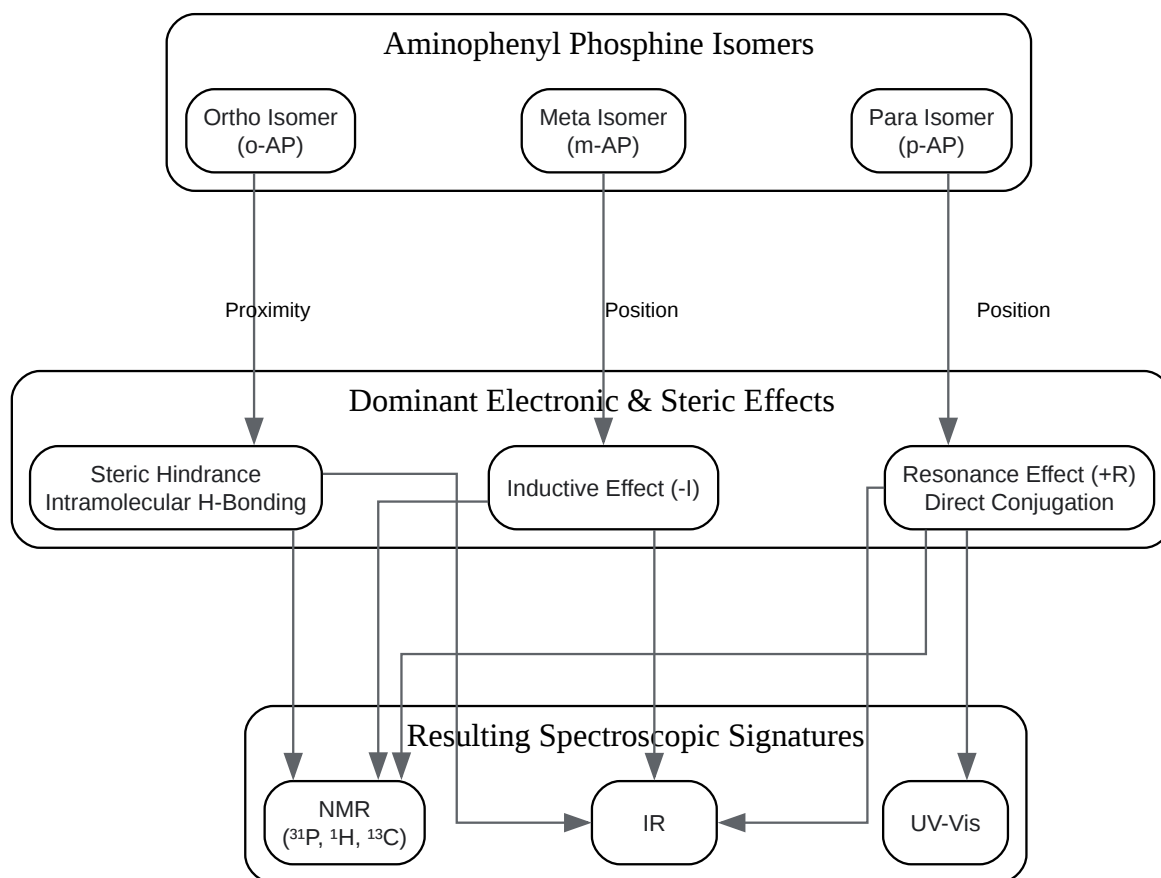 Aminophenyl Phosphine Isomers
Ortho Isomer
(o-AP)
Meta Isomer
(m-AP)
Para Isomer
(p-AP)
Proximity
Position
Position
Dominant Electronic & Steric Effects
Steric Hindrance
Intramolecular H-Bonding
Inductive Effect (-I)
Resonance Effect (+R)
Direct Conjugation
Resulting Spectroscopic Signatures
NMR
(³¹P, ¹H, ¹³C)
IR
UV-Vis